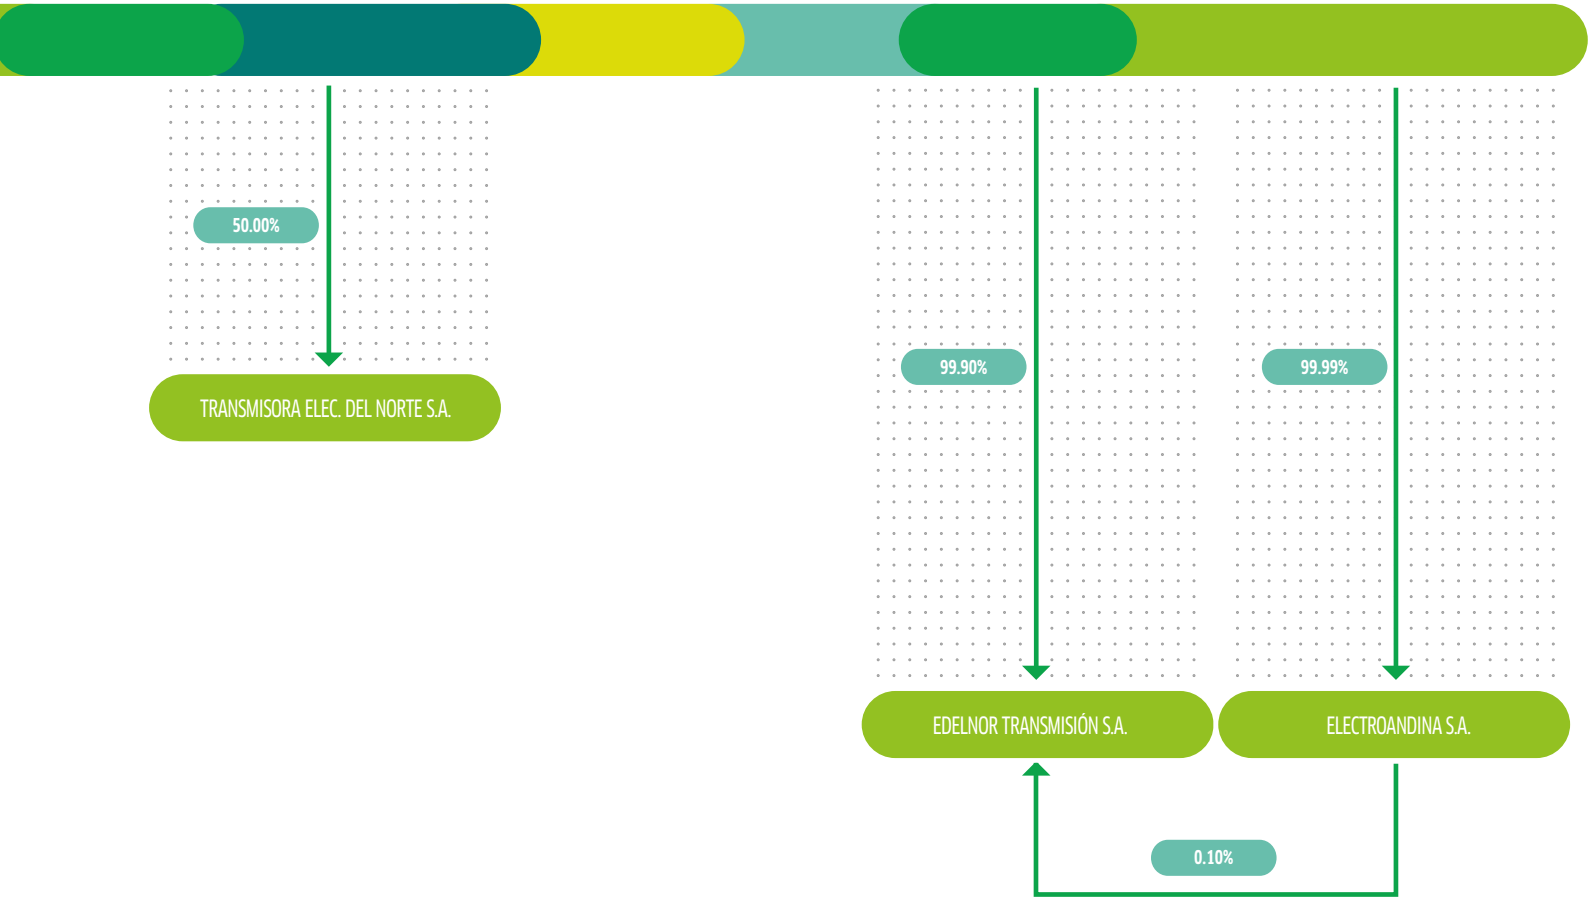 50.00%
TRANSMISORA ELEC. DEL NORTE S.A.
99.90%
99.99%
EDELNOR TRANSMISIÓN S.A.
ELECTROANDINA S.A.
0.10%